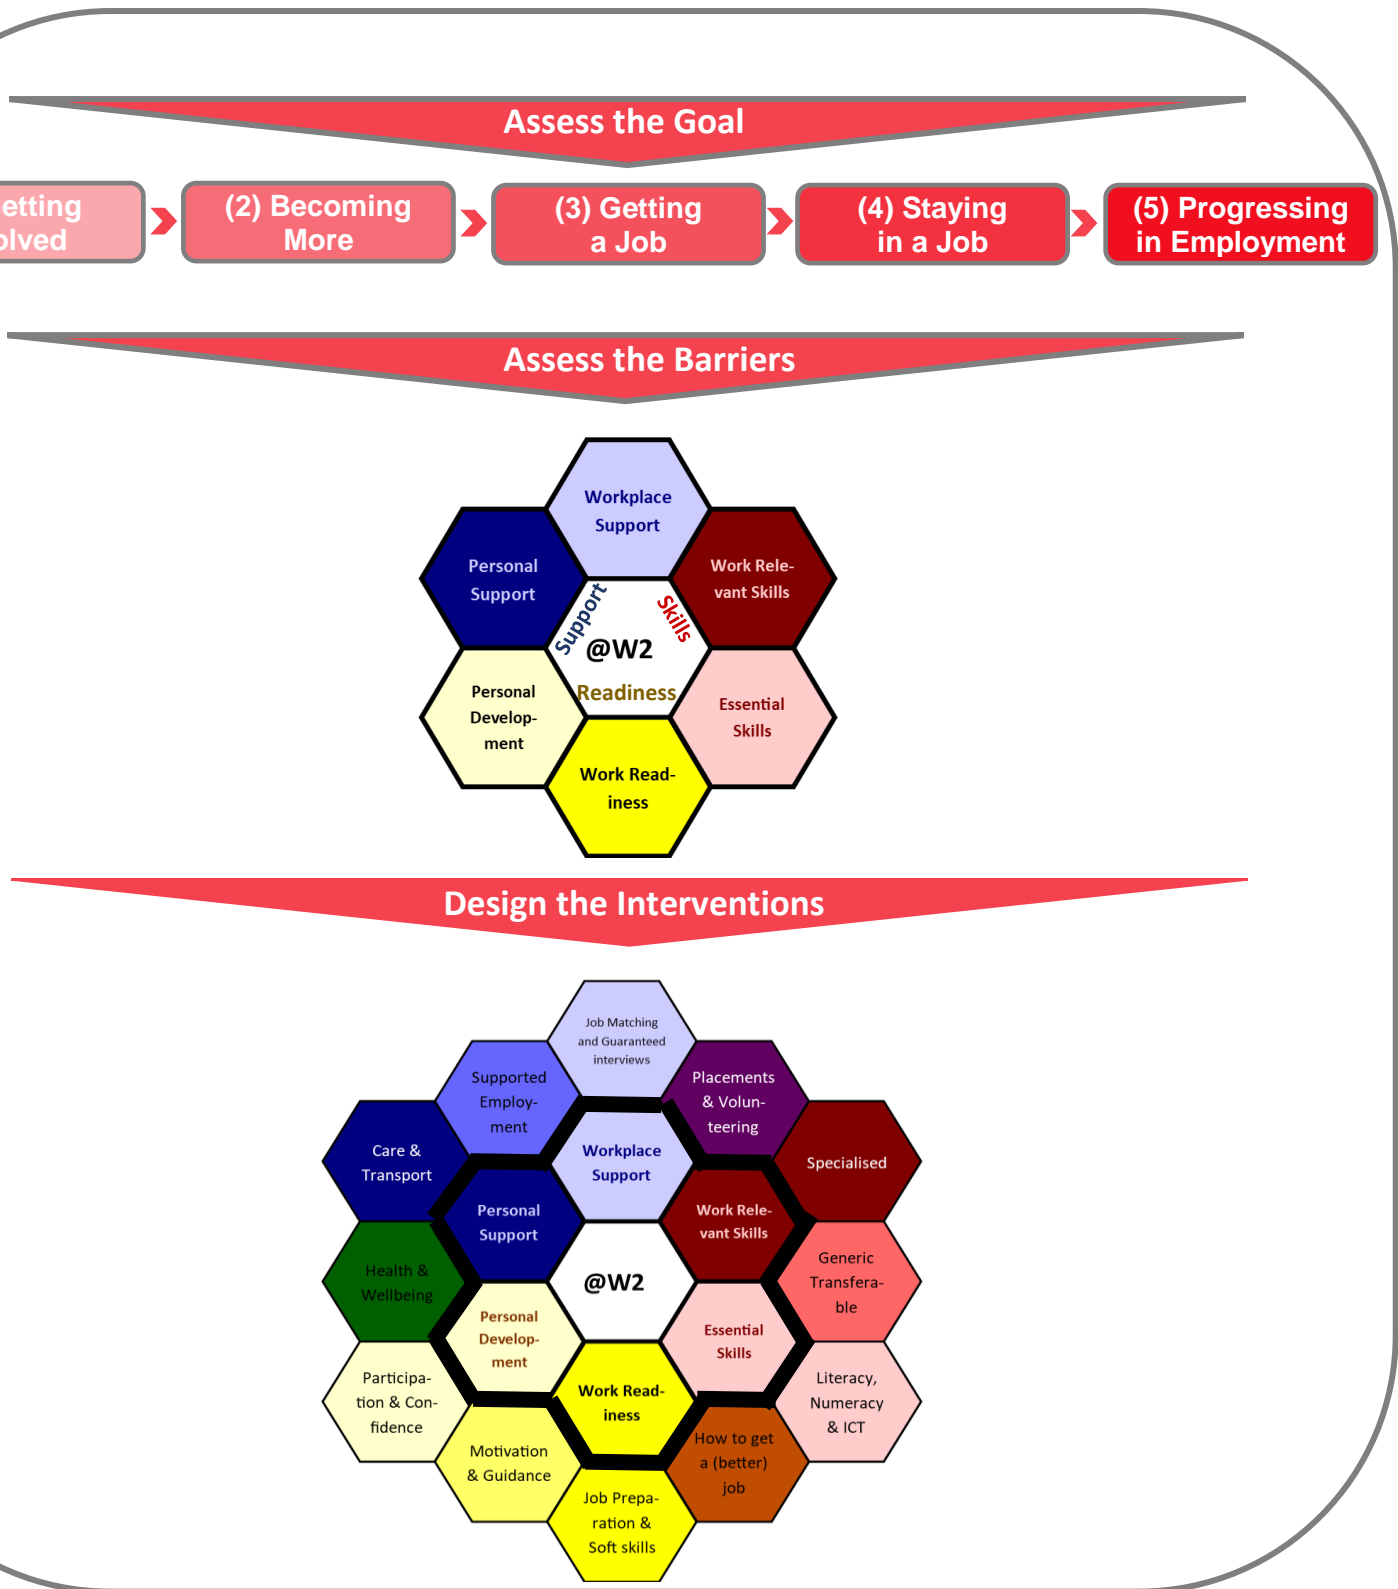 Assess the Goal
etting
olved
(2) Becoming
More
(3) Getting
a Job
(4) Staying
in a Job
(5) Progressing
in Employment
Assess the Barriers
Workplace
Support
Personal
Support
Work Rele-
vant Skills
Support
Skills
@W2
Readiness
Personal
Develop-
ment
Essential
Skills
Work Read-
iness
Design the Interventions
Job Matching
and Guaranteed
interviews
Supported
Employ-
ment
Placements
& Volun-
teering
Care &
Transport
Workplace
Support
Specialised
Personal
Support
Work Rele-
vant Skills
Health &
Wellbeing
@W2
Generic
Transfera-
ble
Personal
Develop-
ment
Essential
Skills
Participa-
tion & Con-
fidence
Work Read-
iness
Literacy,
Numeracy
& ICT
Motivation
& Guidance
How to get
a (better)
job
Job Prepa-
ration &
Soft skills